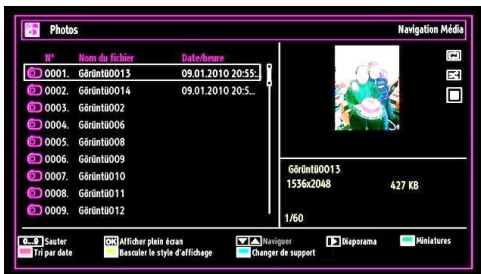 Photos Navigation Média
N° Nom du fichier Date/heure
0001. Görüntü0013 09.01.2010 20:55:..
0002. Görüntü0014 09.01.2010 20:5...
0003. Görüntü002
0004. Görüntü006
0005. Görüntü008
0006. Görüntü009
0007. Görüntü010
0008. Görüntü011
0009. Görüntü012
Görüntü0013
1536x2048 427 KB
1/60
0...9 Sauter OK Afficher plein écran Naviguer Diaporama Miniatures
Tri par date Basculer le style d'affichage Changer de support